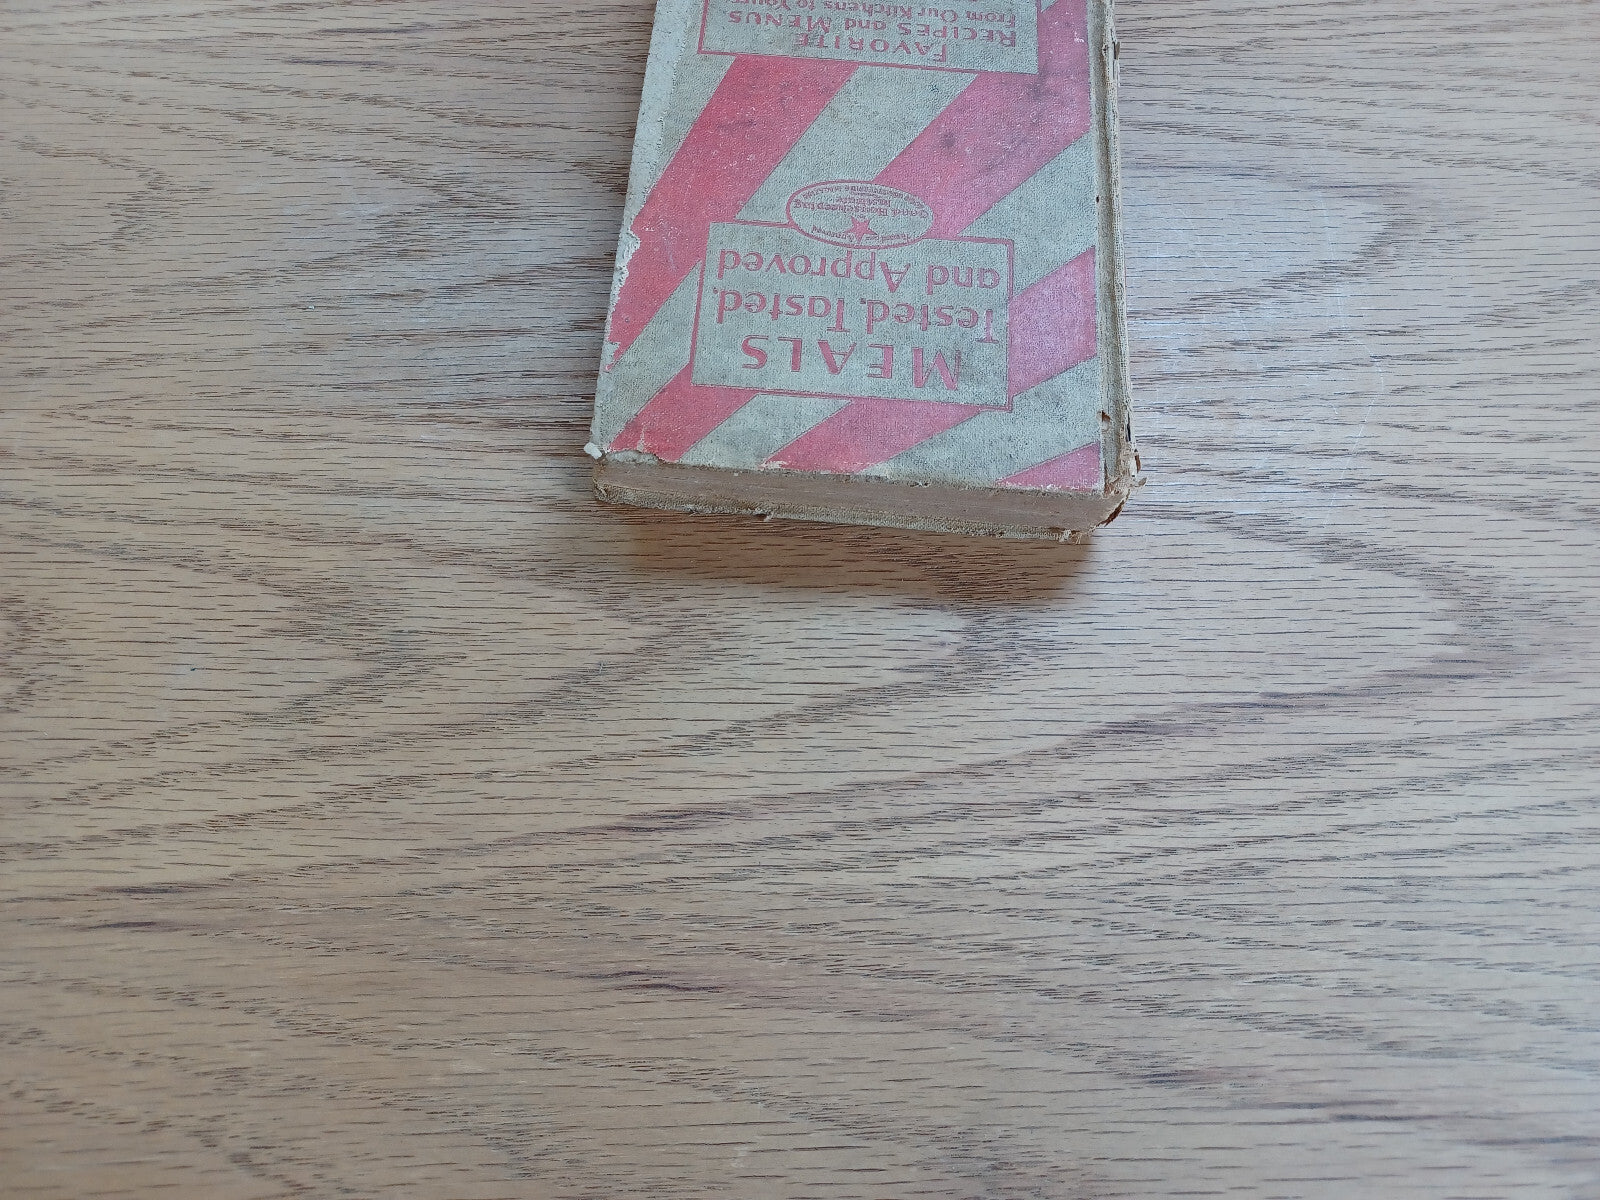 MEALS
Tested, Tasted,
and Approved
Good Housekeeping
Institute
FAVORITE
RECIPES and MENUS
From Our Kitchens to Yours